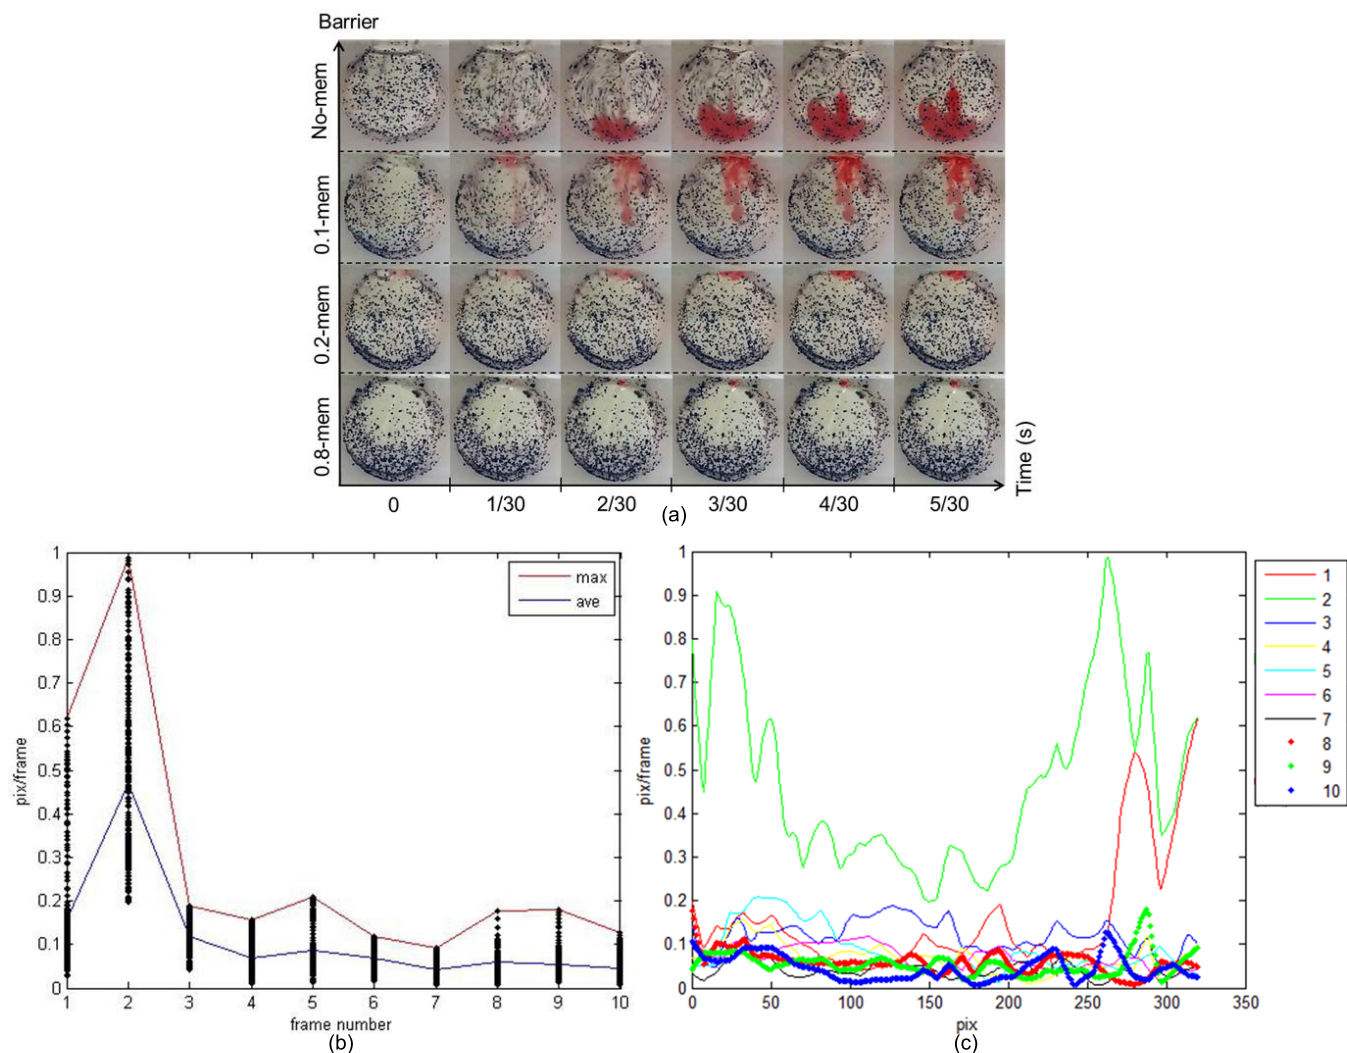 Barrier
No-mem
0.1-mem
0.2-mem
0.8-mem
Time (s)
0 1/30 2/30 3/30 4/30 5/30
(a)
1
0.9
0.8
0.7
0.6
0.5
0.4
0.3
0.2
0.1
0
pix/frame
max
ave
1 2 3 4 5 6 7 8 9 10
frame number
(b)
1
0.9
0.8
0.7
0.6
0.5
0.4
0.3
0.2
0.1
0
pix/frame
0 50 100 150 200 250 300 350
pix
(c)
1
2
3
4
5
6
7
8
9
10